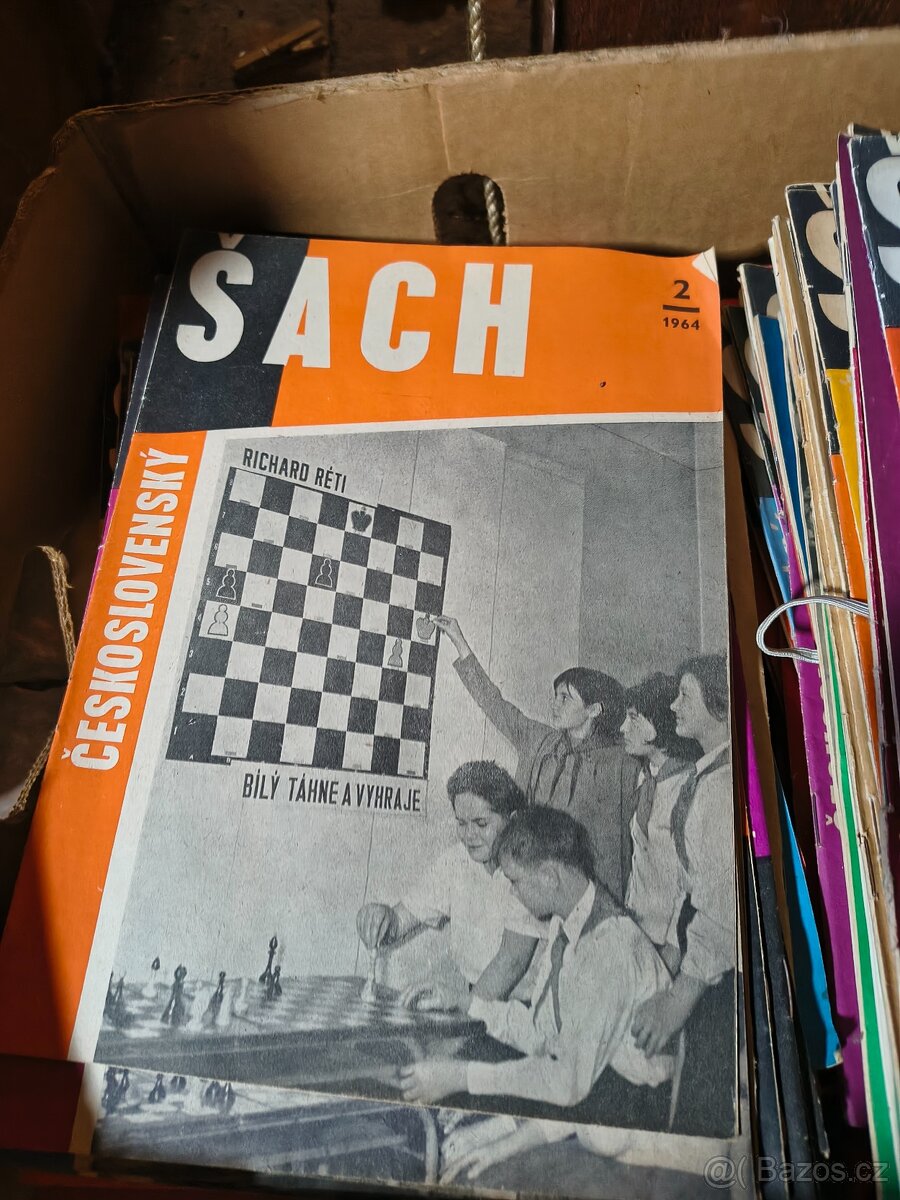 ŠACH
2
1964
ČESKOSLOVENSKÝ
RICHARD RÉTI
BÍLÝ TÁHNE A VYHRAJE
Bazos.cz